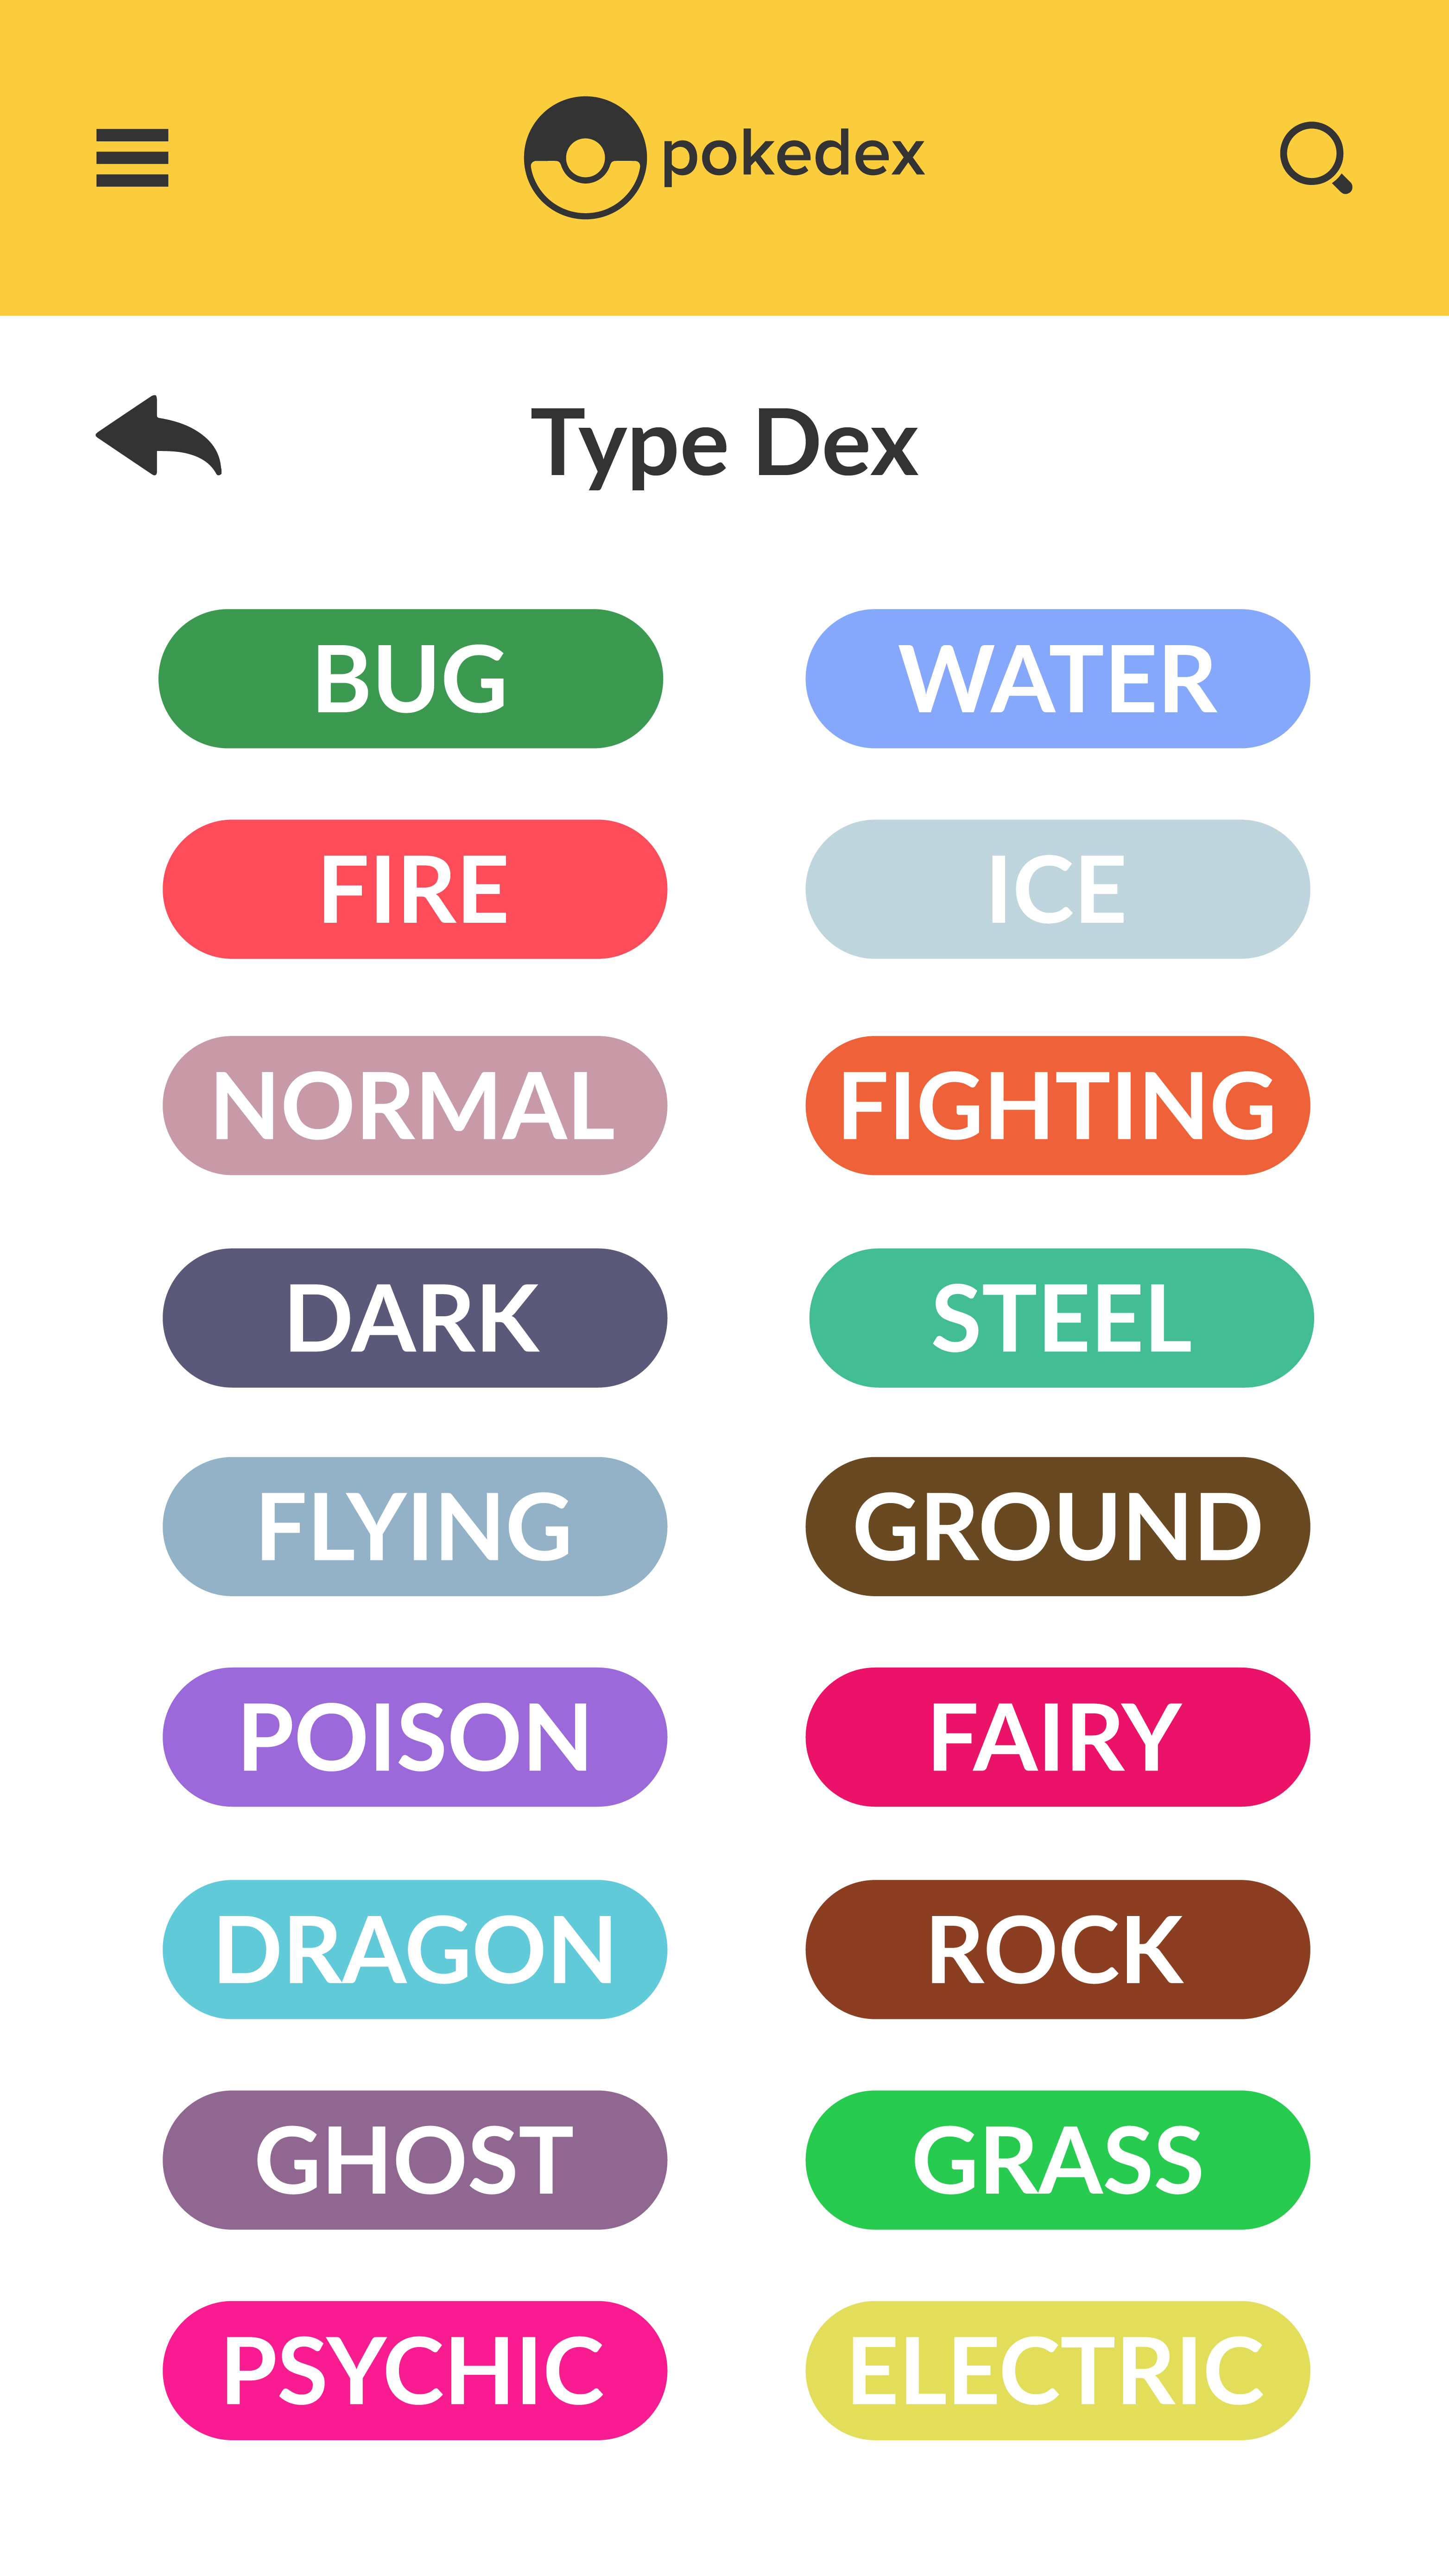 pokedex
Type Dex
BUG WATER
FIRE ICE
NORMAL FIGHTING
DARK STEEL
FLYING GROUND
POISON FAIRY
DRAGON ROCK
GHOST GRASS
PSYCHIC ELECTRIC